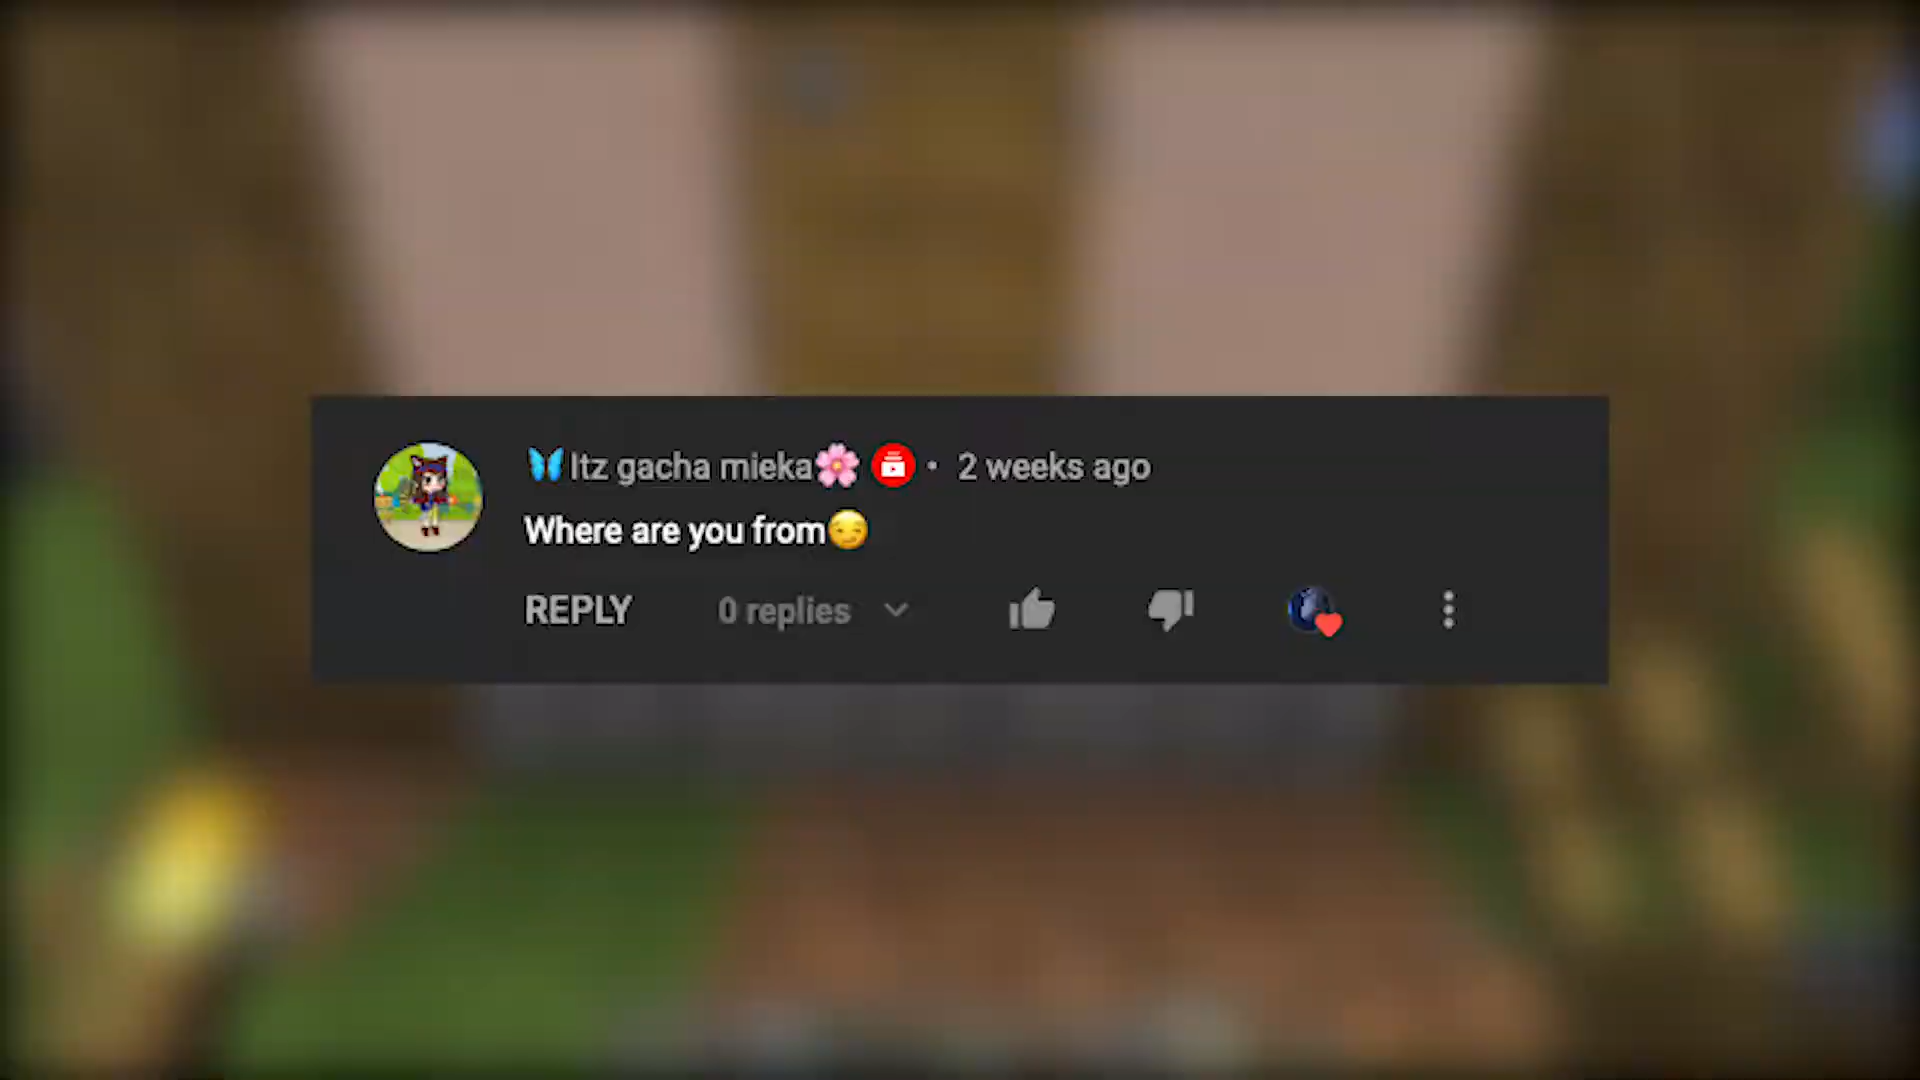 🦋Itz gacha mieka🌸 • 2 weeks ago
Where are you from😏
REPLY 0 replies